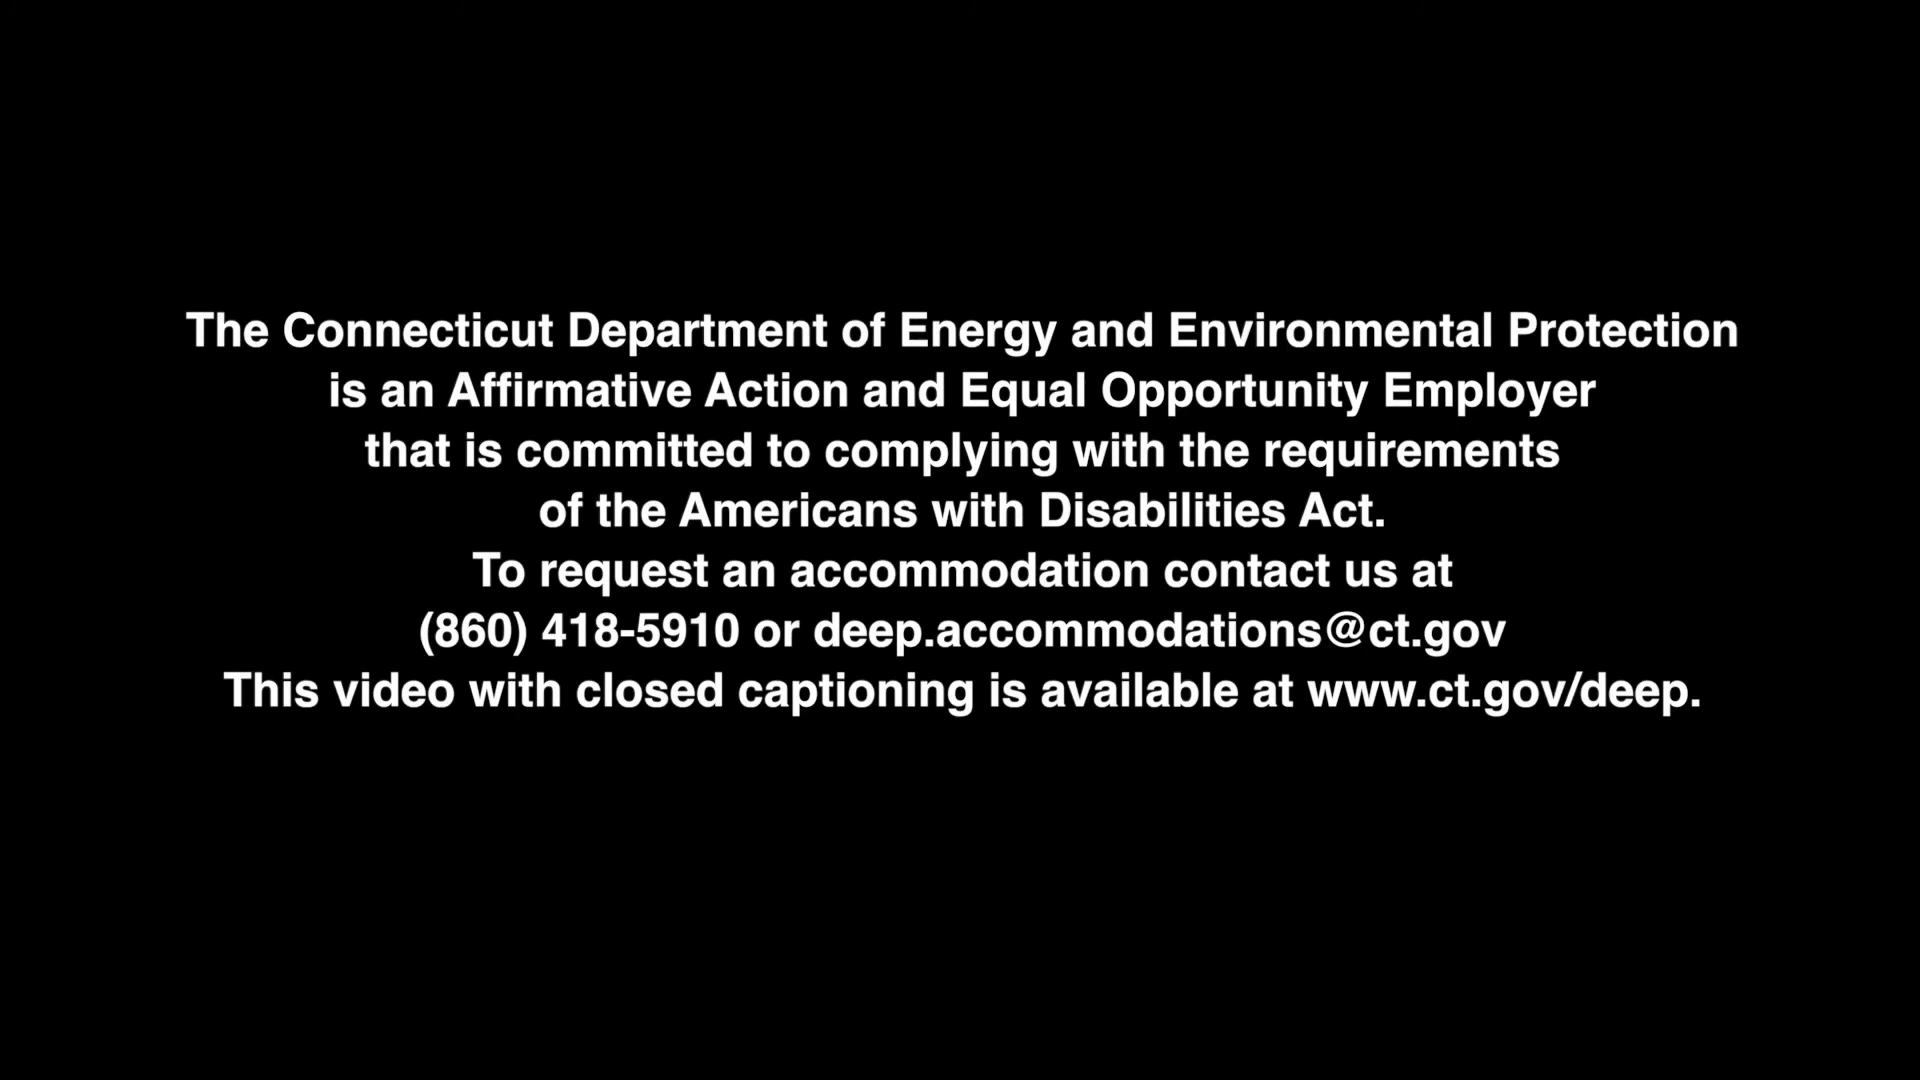 The Connecticut Department of Energy and Environmental Protection
is an Affirmative Action and Equal Opportunity Employer
that is committed to complying with the requirements
of the Americans with Disabilities Act.
To request an accommodation contact us at
(860) 418-5910 or deep.accommodations@ct.gov
This video with closed captioning is available at www.ct.gov/deep.